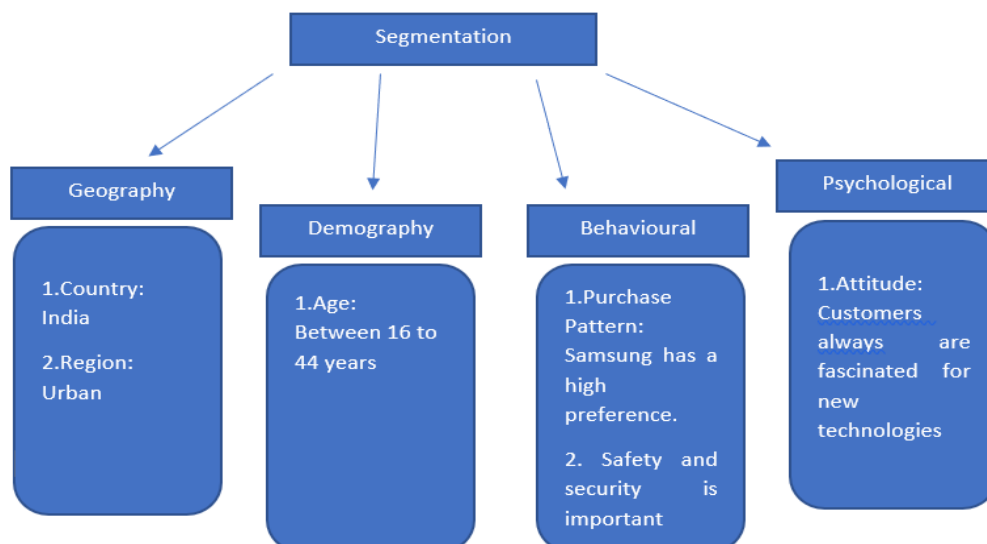 Segmentation
Geography
1.Country:
India
2.Region:
Urban
Demography
1.Age:
Between 16 to
44 years
Behavioural
1.Purchase
Pattern:
Samsung has a
high
preference.
2. Safety and
security is
important
Psychological
1.Attitude:
Customers
always are
fascinated for
new
technologies